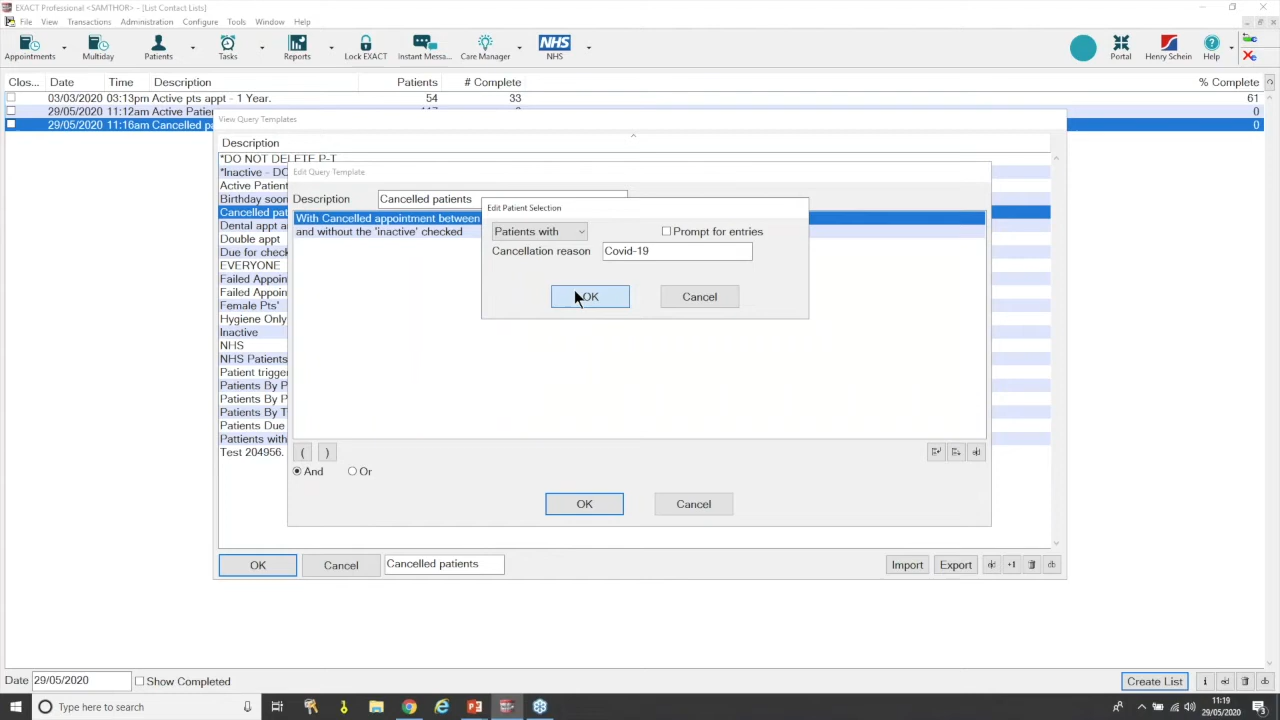 EXACT Professional <SAMTHOR> - [List Contact Lists]
File View Transactions Administration Configure Tools Window Help
Appointments Multiday Patients Tasks Reports Lock EXACT Instant Messa... Care Manager NHS NHS Portal Henry Schein Help
Clos... Date Time Description Patients # Complete % Complete
03/03/2020 03:13pm Active pts appt - 1 Year. 54 33 61
29/05/2020 11:12am Active Patien 0
29/05/2020 11:16am Cancelled pa 0
View Query Templates
Description
*DO NOT DELETE P-T
*Inactive - DO
Active Patient
Birthday soon
Cancelled pat
Dental appt a
Double appt
Due for check
EVERYONE
Failed Appoin
Failed Appoin
Female Pts'
Hygiene Only
Inactive
NHS
NHS Patients
Patient trigge
Patients By P
Patients By P
Patients By T
Patients Due
Pattients with
Test 204956.
Edit Query Template
Description Cancelled patients
With Cancelled appointment between
and without the 'inactive' checked
Edit Patient Selection
Patients with Prompt for entries
Cancellation reason Covid-19
OK Cancel
( )
And Or
OK Cancel
OK Cancel Cancelled patients Import Export
Date 29/05/2020 Show Completed Create List
Type here to search
11:19
29/05/2020
3